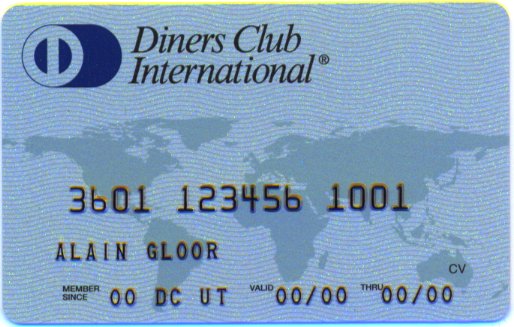 Diners Club
International®
3601 123456 1001
ALAIN GLOOR
CV
MEMBER SINCE 00 DC UT VALID 00/00 THRU 00/00